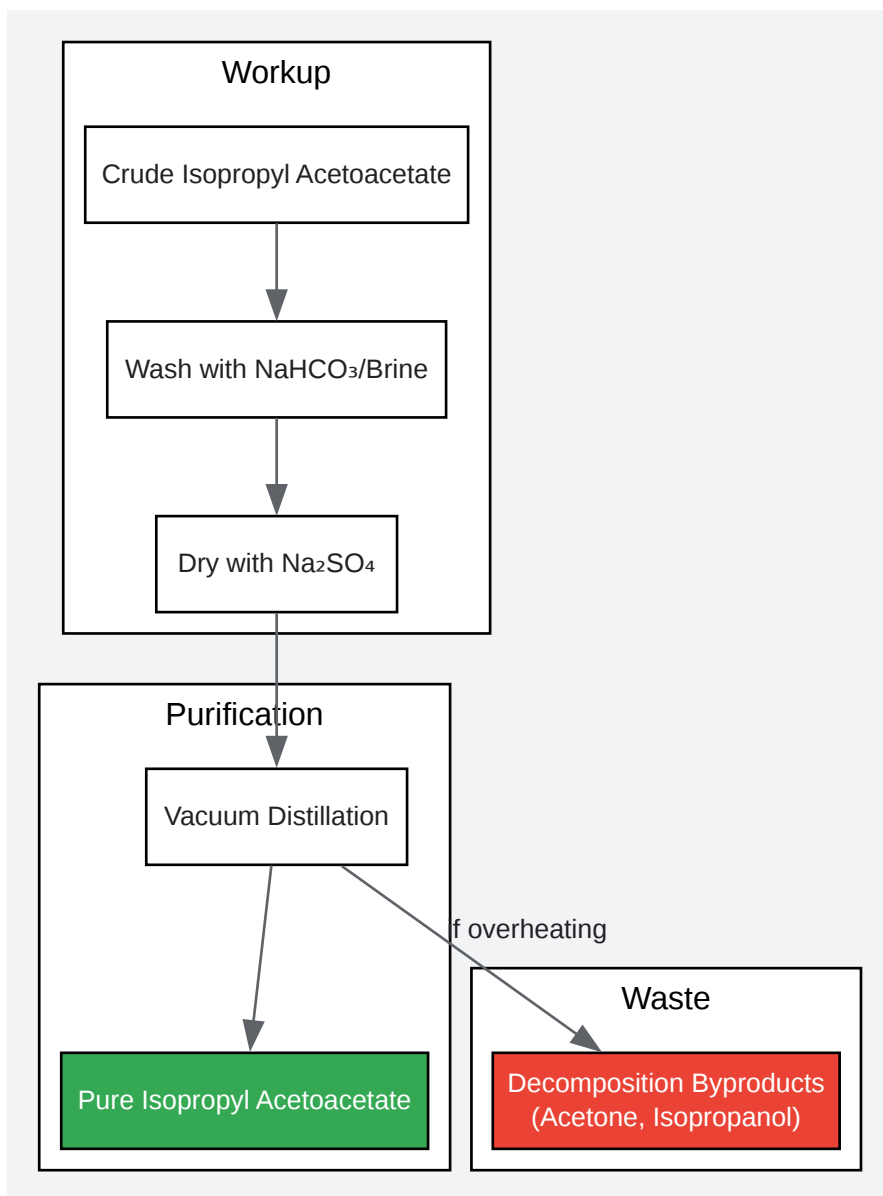 Workup
Crude Isopropyl Acetoacetate
Wash with NaHCO₃/Brine
Dry with Na₂SO₄
Purification
Vacuum Distillation
f overheating
Waste
Pure Isopropyl Acetoacetate
Decomposition Byproducts
(Acetone, Isopropanol)